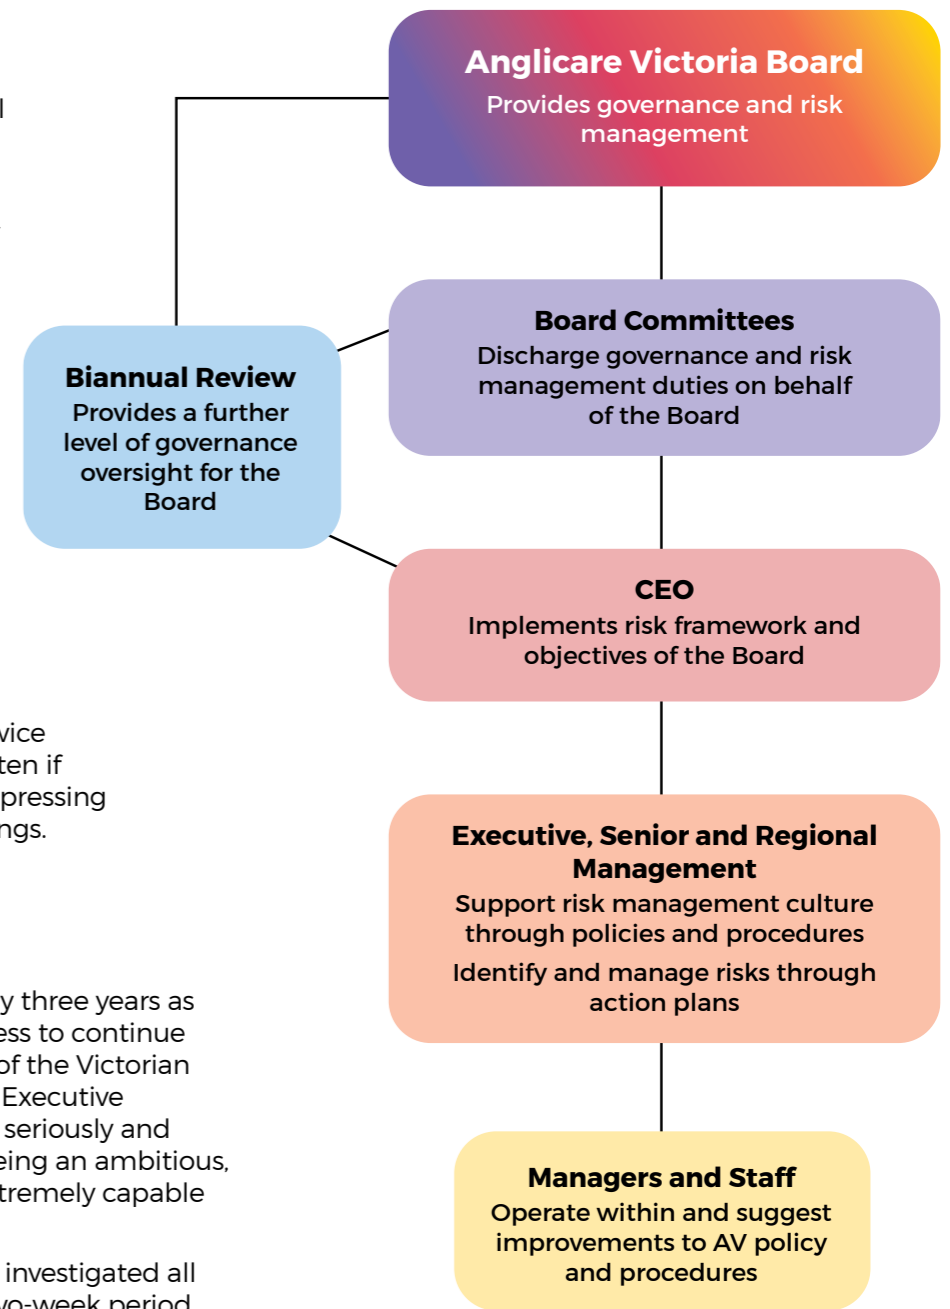 Anglicare Victoria Board
Provides governance and risk
management
Board Committees
Discharge governance and risk
management duties on behalf
of the Board
Biannual Review
Provides a further
level of governance
oversight for the
Board
CEO
Implements risk framework and
objectives of the Board
Executive, Senior and Regional
Management
Support risk management culture
through policies and procedures
Identify and manage risks through
action plans
Managers and Staff
Operate within and suggest
improvements to AV policy
and procedures
l
wice
ten if
pressing
ngs.
y three years as
ess to continue
of the Victorian
Executive
seriously and
eing an ambitious,
tremely capable
investigated all
wo-week period